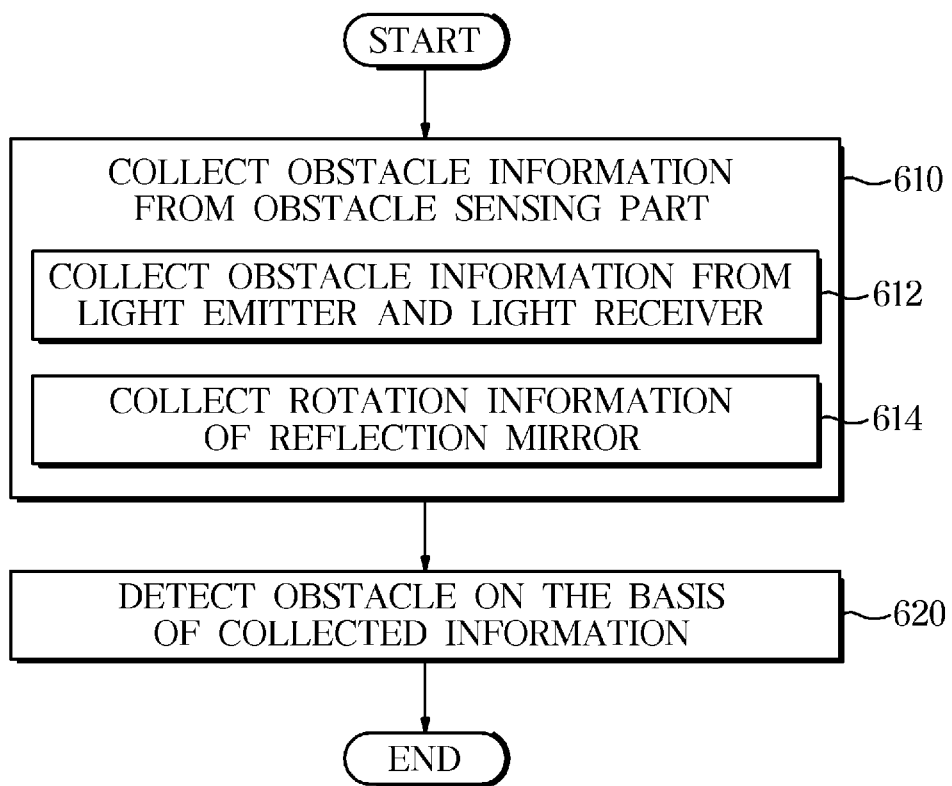 START
COLLECT OBSTACLE INFORMATION
FROM OBSTACLE SENSING PART
610
COLLECT OBSTACLE INFORMATION FROM
LIGHT EMITTER AND LIGHT RECEIVER
612
COLLECT ROTATION INFORMATION
OF REFLECTION MIRROR
614
DETECT OBSTACLE ON THE BASIS
OF COLLECTED INFORMATION
620
END